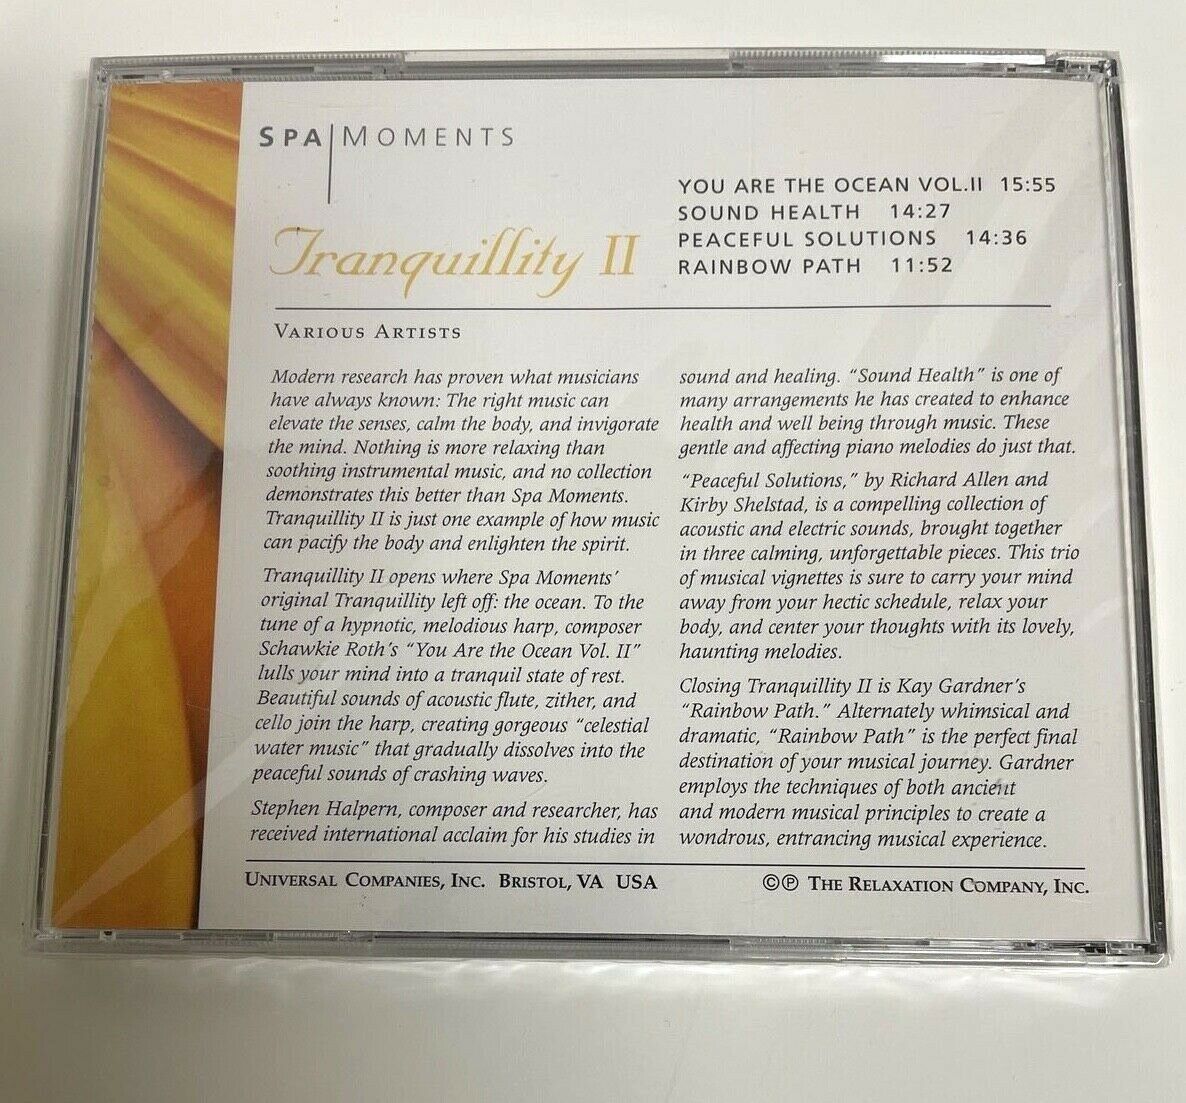 SPA MOMENTS
YOU ARE THE OCEAN VOL.II 15:55
SOUND HEALTH 14:27
PEACEFUL SOLUTIONS 14:36
RAINBOW PATH 11:52
Tranquillity II
VARIOUS ARTISTS
Modern research has proven what musicians
have always known: The right music can
elevate the senses, calm the body, and invigorate
the mind. Nothing is more relaxing than
soothing instrumental music, and no collection
demonstrates this better than Spa Moments.
Tranquillity II is just one example of how music
can pacify the body and enlighten the spirit.
Tranquillity II opens where Spa Moments'
original Tranquillity left off: the ocean. To the
tune of a hypnotic, melodious harp, composer
Schawkie Roth's “You Are the Ocean Vol. II”
lulls your mind into a tranquil state of rest.
Beautiful sounds of acoustic flute, zither, and
cello join the harp, creating gorgeous “celestial
water music” that gradually dissolves into the
peaceful sounds of crashing waves.
Stephen Halpern, composer and researcher, has
received international acclaim for his studies in
sound and healing. “Sound Health” is one of
many arrangements he has created to enhance
health and well being through music. These
gentle and affecting piano melodies do just that.
“Peaceful Solutions,” by Richard Allen and
Kirby Shelstad, is a compelling collection of
acoustic and electric sounds, brought together
in three calming, unforgettable pieces. This trio
of musical vignettes is sure to carry your mind
away from your hectic schedule, relax your
body, and center your thoughts with its lovely,
haunting melodies.
Closing Tranquillity II is Kay Gardner's
“Rainbow Path.” Alternately whimsical and
dramatic, “Rainbow Path” is the perfect final
destination of your musical journey. Gardner
employs the techniques of both ancient
and modern musical principles to create a
wondrous, entrancing musical experience.
UNIVERSAL COMPANIES, INC. BRISTOL, VA USA
©℗ THE RELAXATION COMPANY, INC.